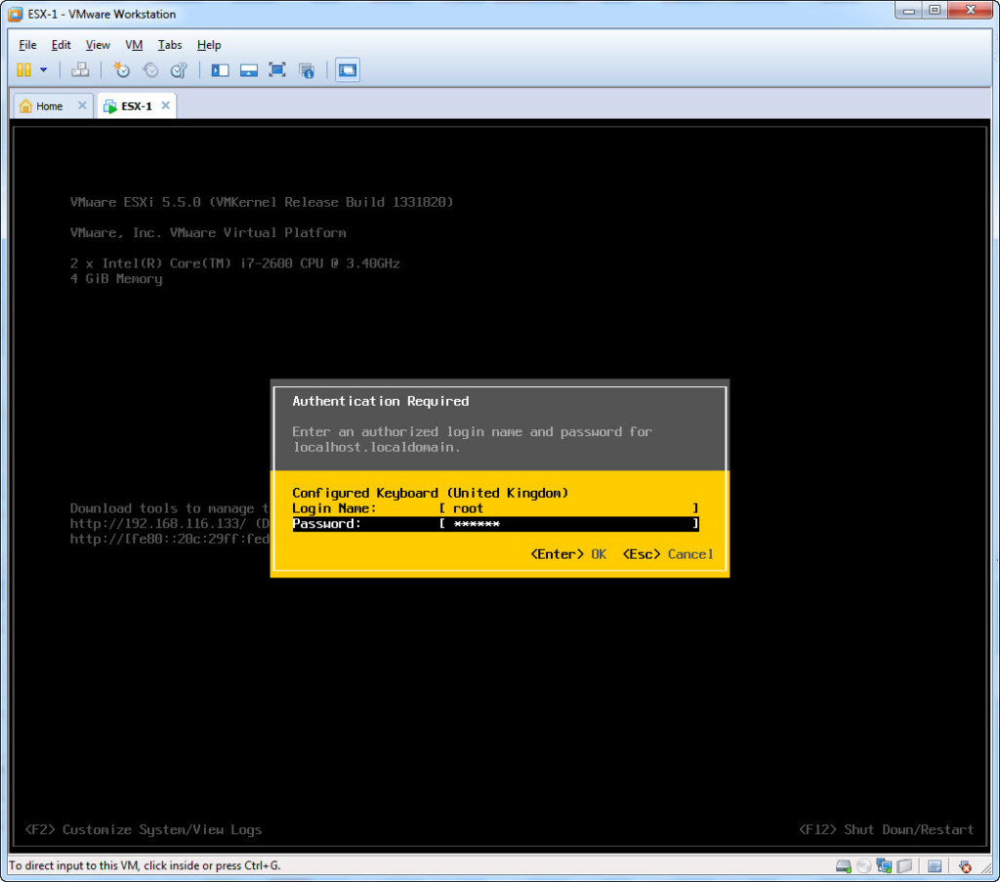 ESX-1 - VMware Workstation
File Edit View VM Tabs Help
Home ESX-1
VMware ESXi 5.5.0 (VMKernel Release Build 1331820)
VMware, Inc. VMware Virtual Platform
2 x Intel(R) Core(TM) i7-2600 CPU @ 3.40GHz
4 GiB Memory
Authentication Required
Enter an authorized login name and password for
localhost.localdomain.
Configured Keyboard (United Kingdom)
Login Name: [ root ]
Password: [ ****** ]
<Enter> OK <Esc> Cancel
Download tools to manage t
http://192.168.116.133/ (D
http://[fe80::20c:29ff:fed
<F2> Customize System/View Logs <F12> Shut Down/Restart
To direct input to this VM, click inside or press Ctrl+G.